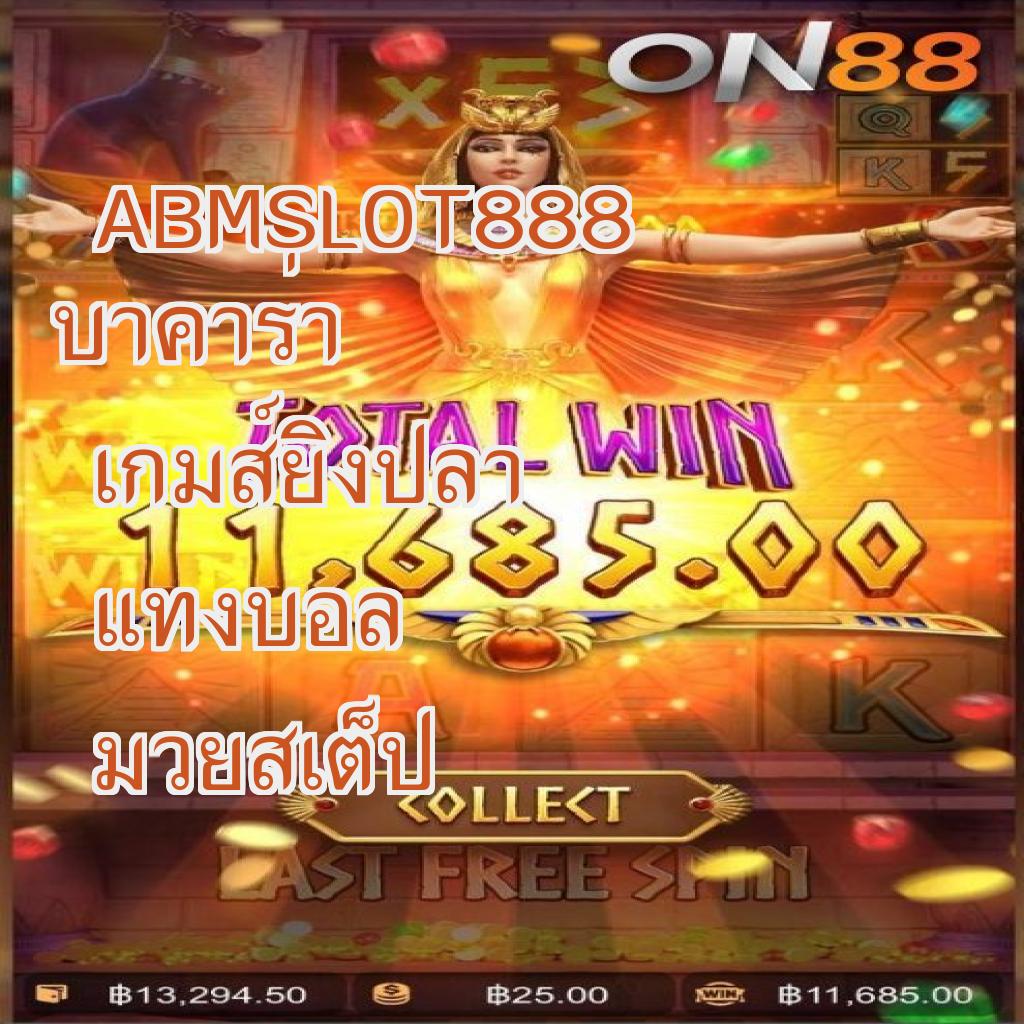 ON88
x53
Q
K
ABMSLOT888
บาคารา
TOTAL WIN
เกมส์ยิงปลา
11,685.00
แทงบอล
A
K
มวยสเต็ป
COLLECT
LAST FREE SPIN
฿13,294.50 ฿25.00 WIN ฿11,685.00